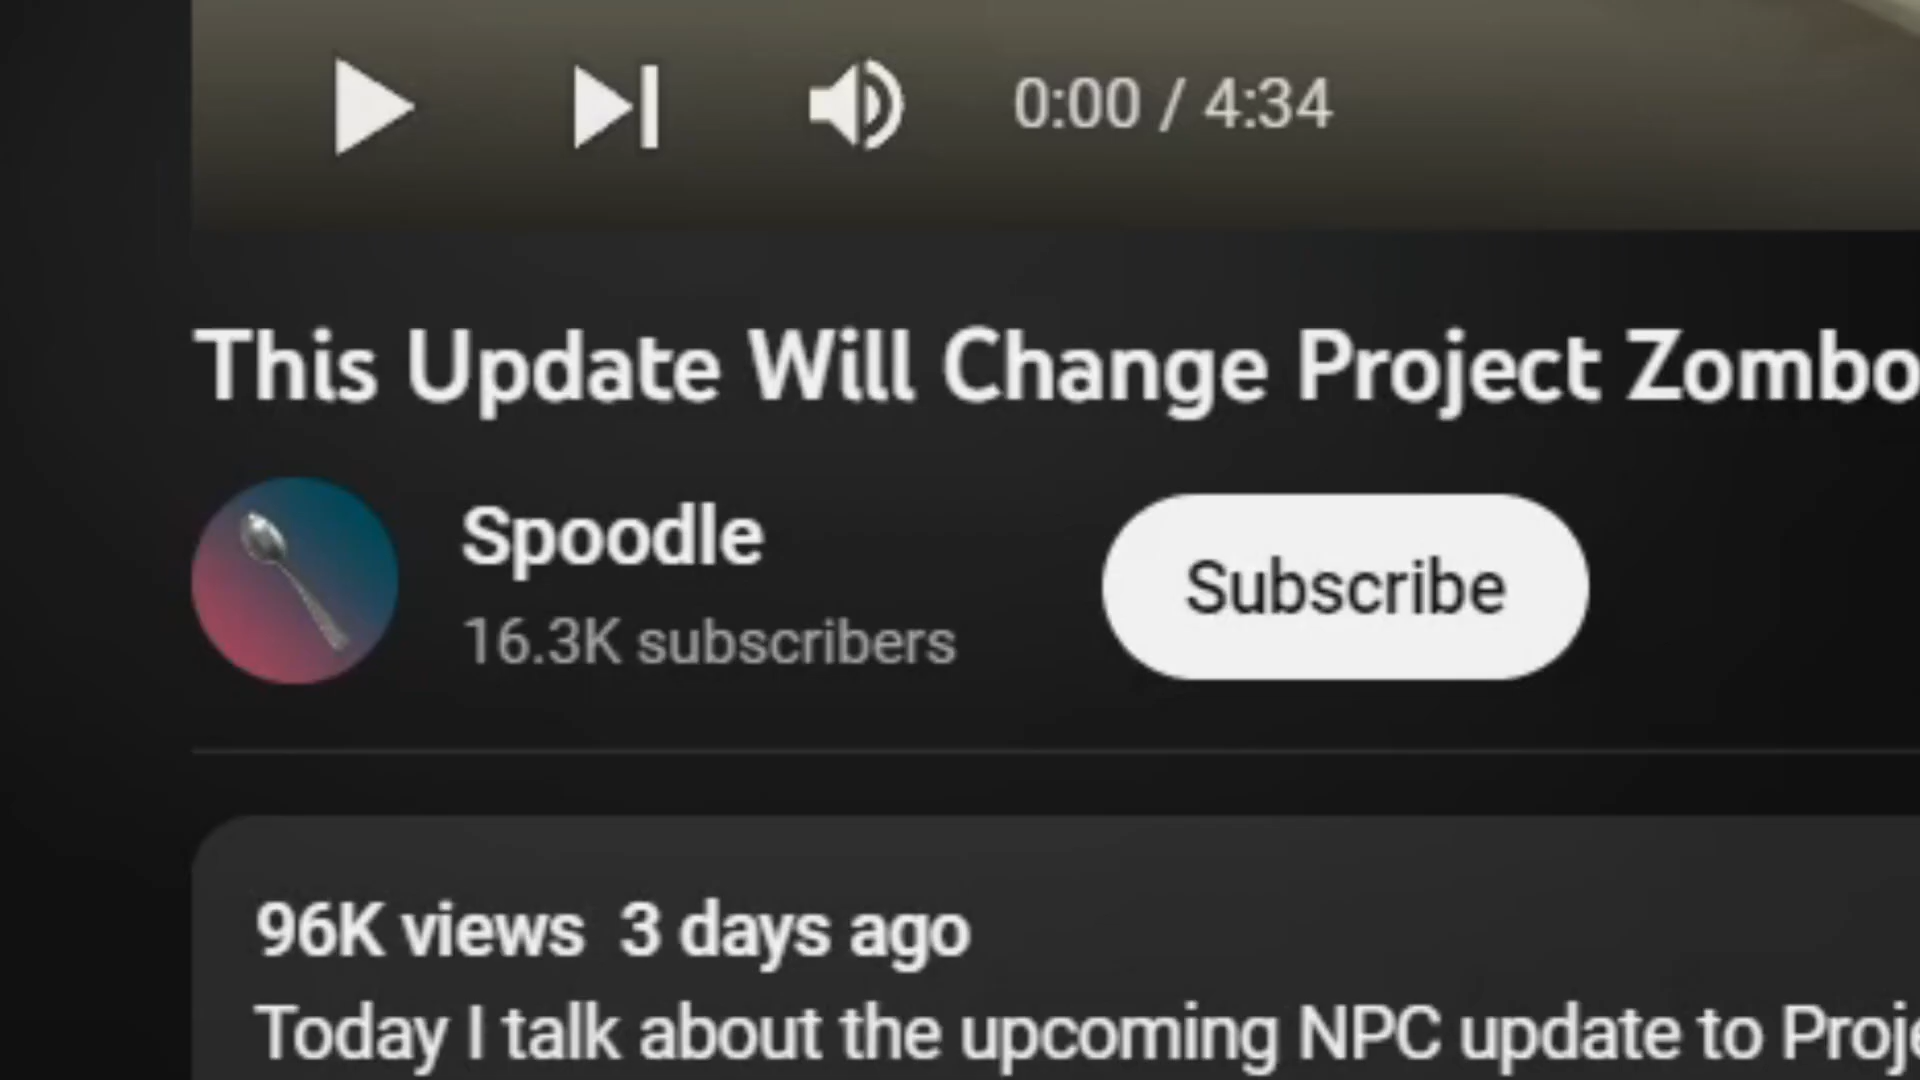 0:00 / 4:34
This Update Will Change Project Zombo
Spoodle
Subscribe
16.3K subscribers
96K views 3 days ago
Today I talk about the upcoming NPC update to Proje